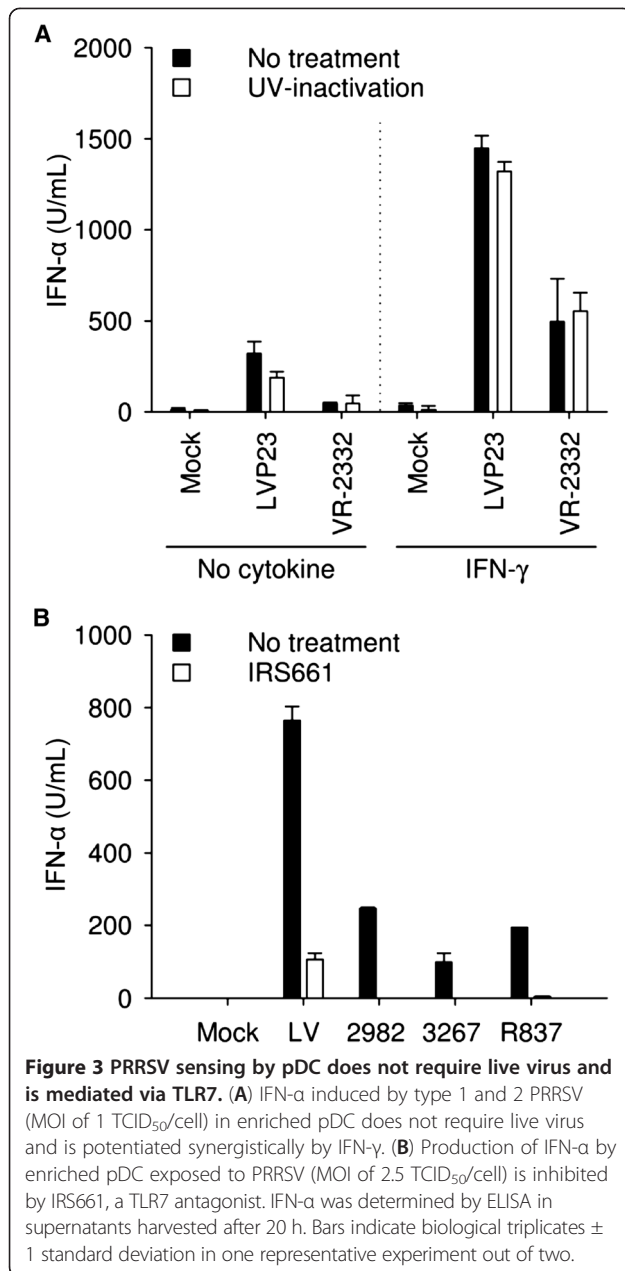 A
2000
1500
1000
500
0
IFN-α (U/mL)
No treatment
UV-inactivation
Mock
LVP23
VR-2332
Mock
LVP23
VR-2332
No cytokine
IFN-γ
B
1000
800
600
400
200
0
IFN-α (U/mL)
No treatment
IRS661
Mock LV 2982 3267 R837
Figure 3 PRRSV sensing by pDC does not require live virus and
is mediated via TLR7. (A) IFN-α induced by type 1 and 2 PRRSV
(MOI of 1 TCID₅₀/cell) in enriched pDC does not require live virus
and is potentiated synergistically by IFN-γ. (B) Production of IFN-α by
enriched pDC exposed to PRRSV (MOI of 2.5 TCID₅₀/cell) is inhibited
by IRS661, a TLR7 antagonist. IFN-α was determined by ELISA in
supernatants harvested after 20 h. Bars indicate biological triplicates ±
1 standard deviation in one representative experiment out of two.